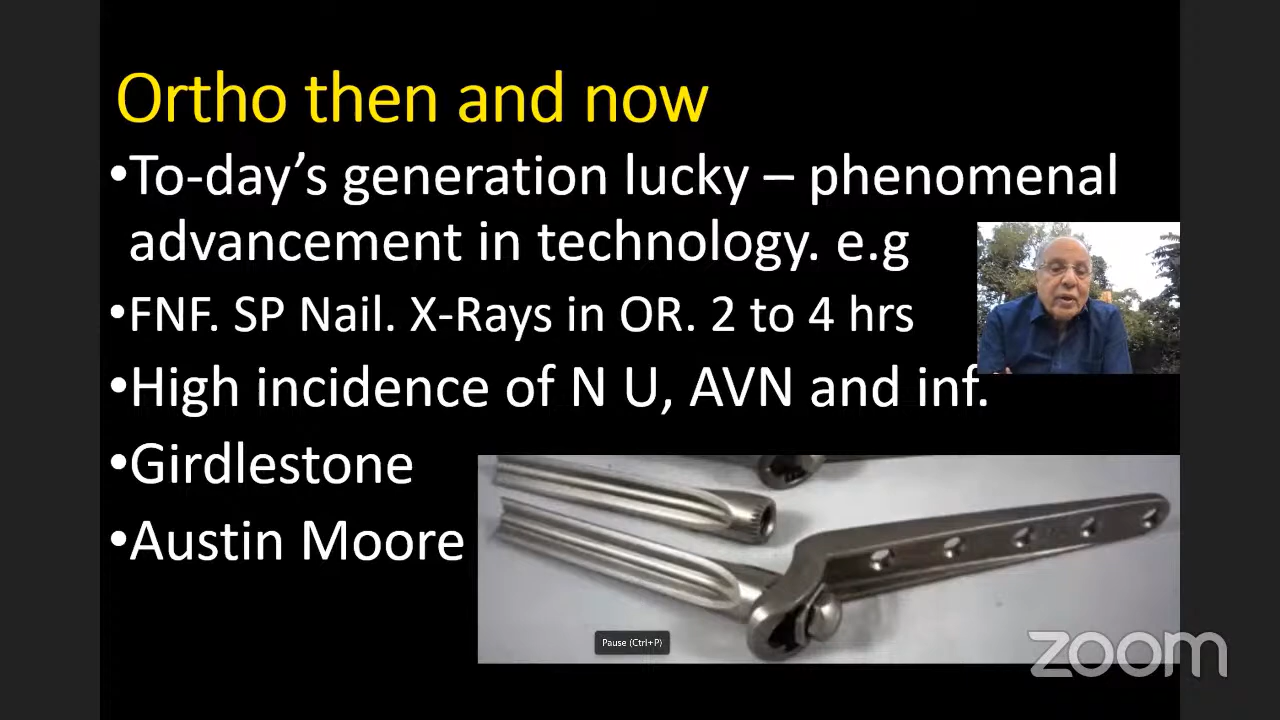 Ortho then and now
•To-day’s generation lucky – phenomenal
advancement in technology. e.g
•FNF. SP Nail. X-Rays in OR. 2 to 4 hrs
•High incidence of N U, AVN and inf.
•Girdlestone
•Austin Moore
Pause (Ctrl+P)
zoom